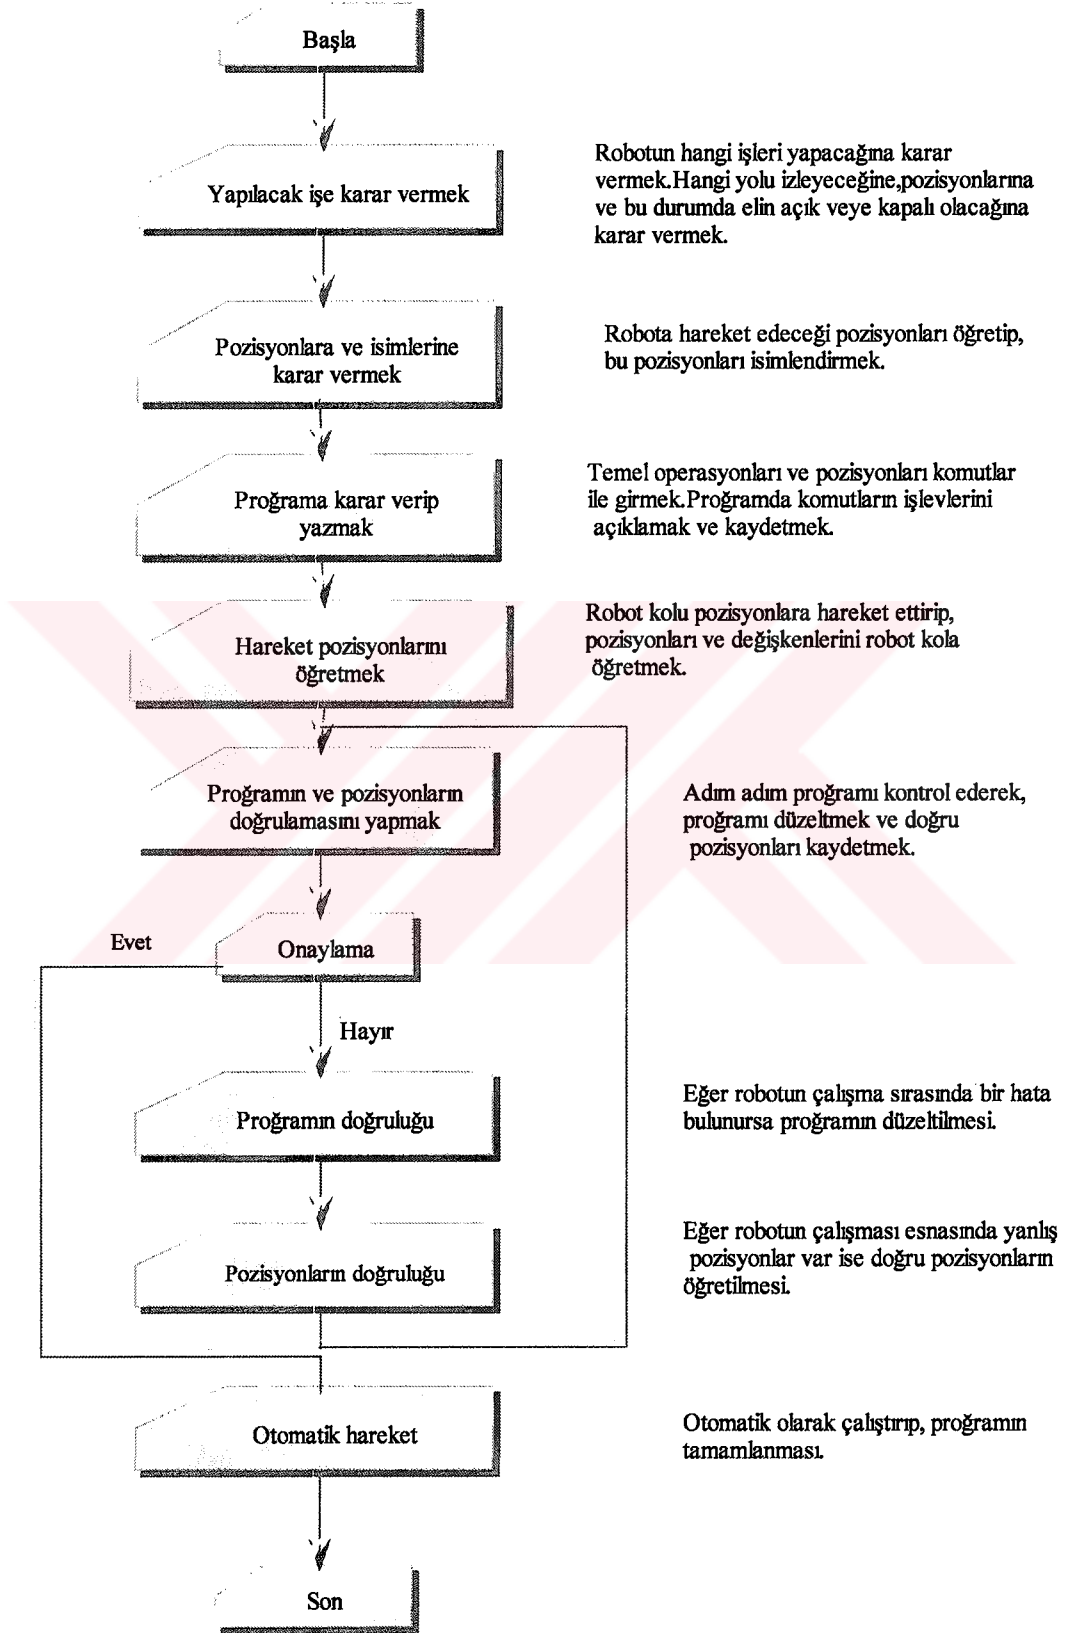 Başla
Yapılacak işe karar vermek
Robotun hangi işleri yapacağına karar
vermek.Hangi yolu izleyeceğine,pozisyonlarına
ve bu durumda elin açık veye kapalı olacağına
karar vermek.
Pozisyonlara ve isimlerine
karar vermek
Robota hareket edeceği pozisyonları öğretip,
bu pozisyonları isimlendirmek.
Proğrama karar verip
yazmak
Temel operasyonları ve pozisyonları komutlar
ile girmek.Proğramda komutların işlevlerini
açıklamak ve kaydetmek.
Hareket pozisyonlarını
öğretmek
Robot kolu pozisyonlara hareket ettirip,
pozisyonları ve değişkenlerini robot kola
öğretmek.
Proğramın ve pozisyonların
doğrulamasını yapmak
Adım adım proğramı kontrol ederek,
proğramı düzeltmek ve doğru
pozisyonları kaydetmek.
Evet
Onaylama
Hayır
Proğramın doğruluğu
Eğer robotun çalışma sırasında bir hata
bulunursa proğramın düzeltilmesi.
Pozisyonların doğruluğu
Eğer robotun çalışması esnasında yanlış
pozisyonlar var ise doğru pozisyonların
öğretilmesi.
Otomatik hareket
Otomatik olarak çalıştırıp, proğramın
tamamlanması.
Son